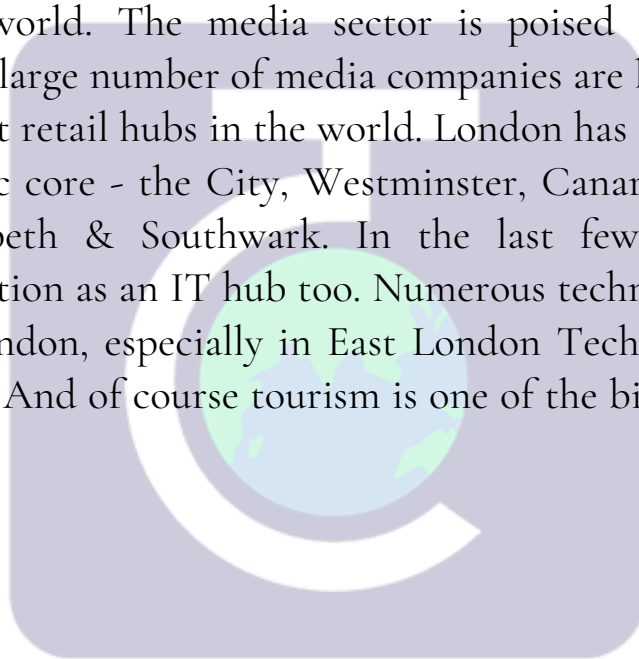 world. The media sector is poised
large number of media companies are
t retail hubs in the world. London has
c core - the City, Westminster, Canar
beth & Southwark. In the last few
tion as an IT hub too. Numerous techn
ndon, especially in East London Tech
And of course tourism is one of the bi